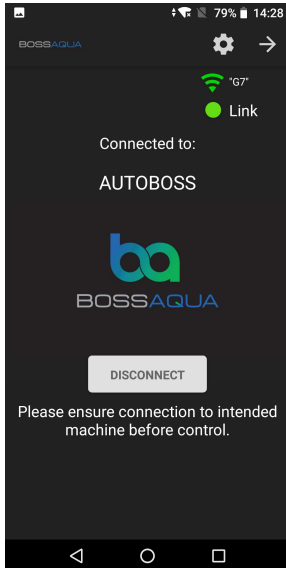 79% 14:28
BOSSAQUA
"G7"
Link
Connected to:
AUTOBOSS
ba
BOSSAQUA
DISCONNECT
Please ensure connection to intended
machine before control.